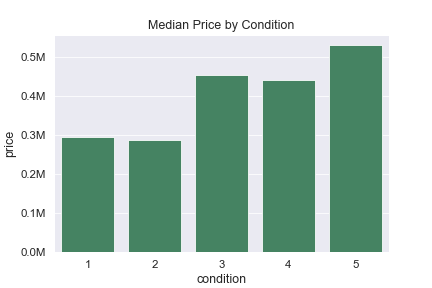 Median Price by Condition
0.5M
0.4M
0.3M
0.2M
0.1M
0.0M
price
1 2 3 4 5
condition